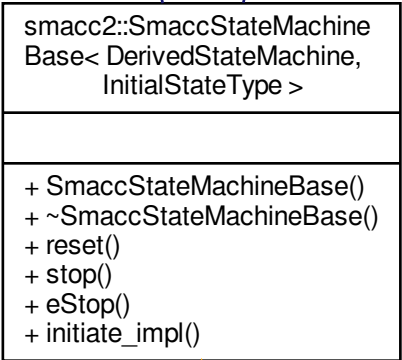 smacc2::SmaccStateMachine
Base< DerivedStateMachine,
InitialStateType >
+ SmaccStateMachineBase()
+ ~SmaccStateMachineBase()
+ reset()
+ stop()
+ eStop()
+ initiate_impl()